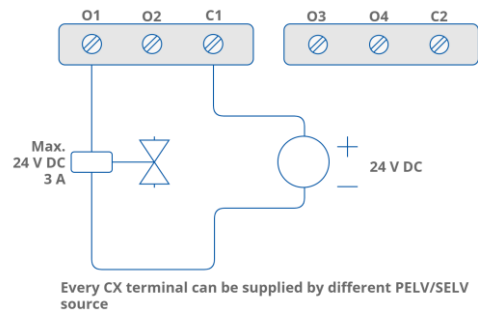 O1 O2 C1 O3 O4 C2
Max.
24 V DC
3 A
24 V DC
Every CX terminal can be supplied by different PELV/SELV
source